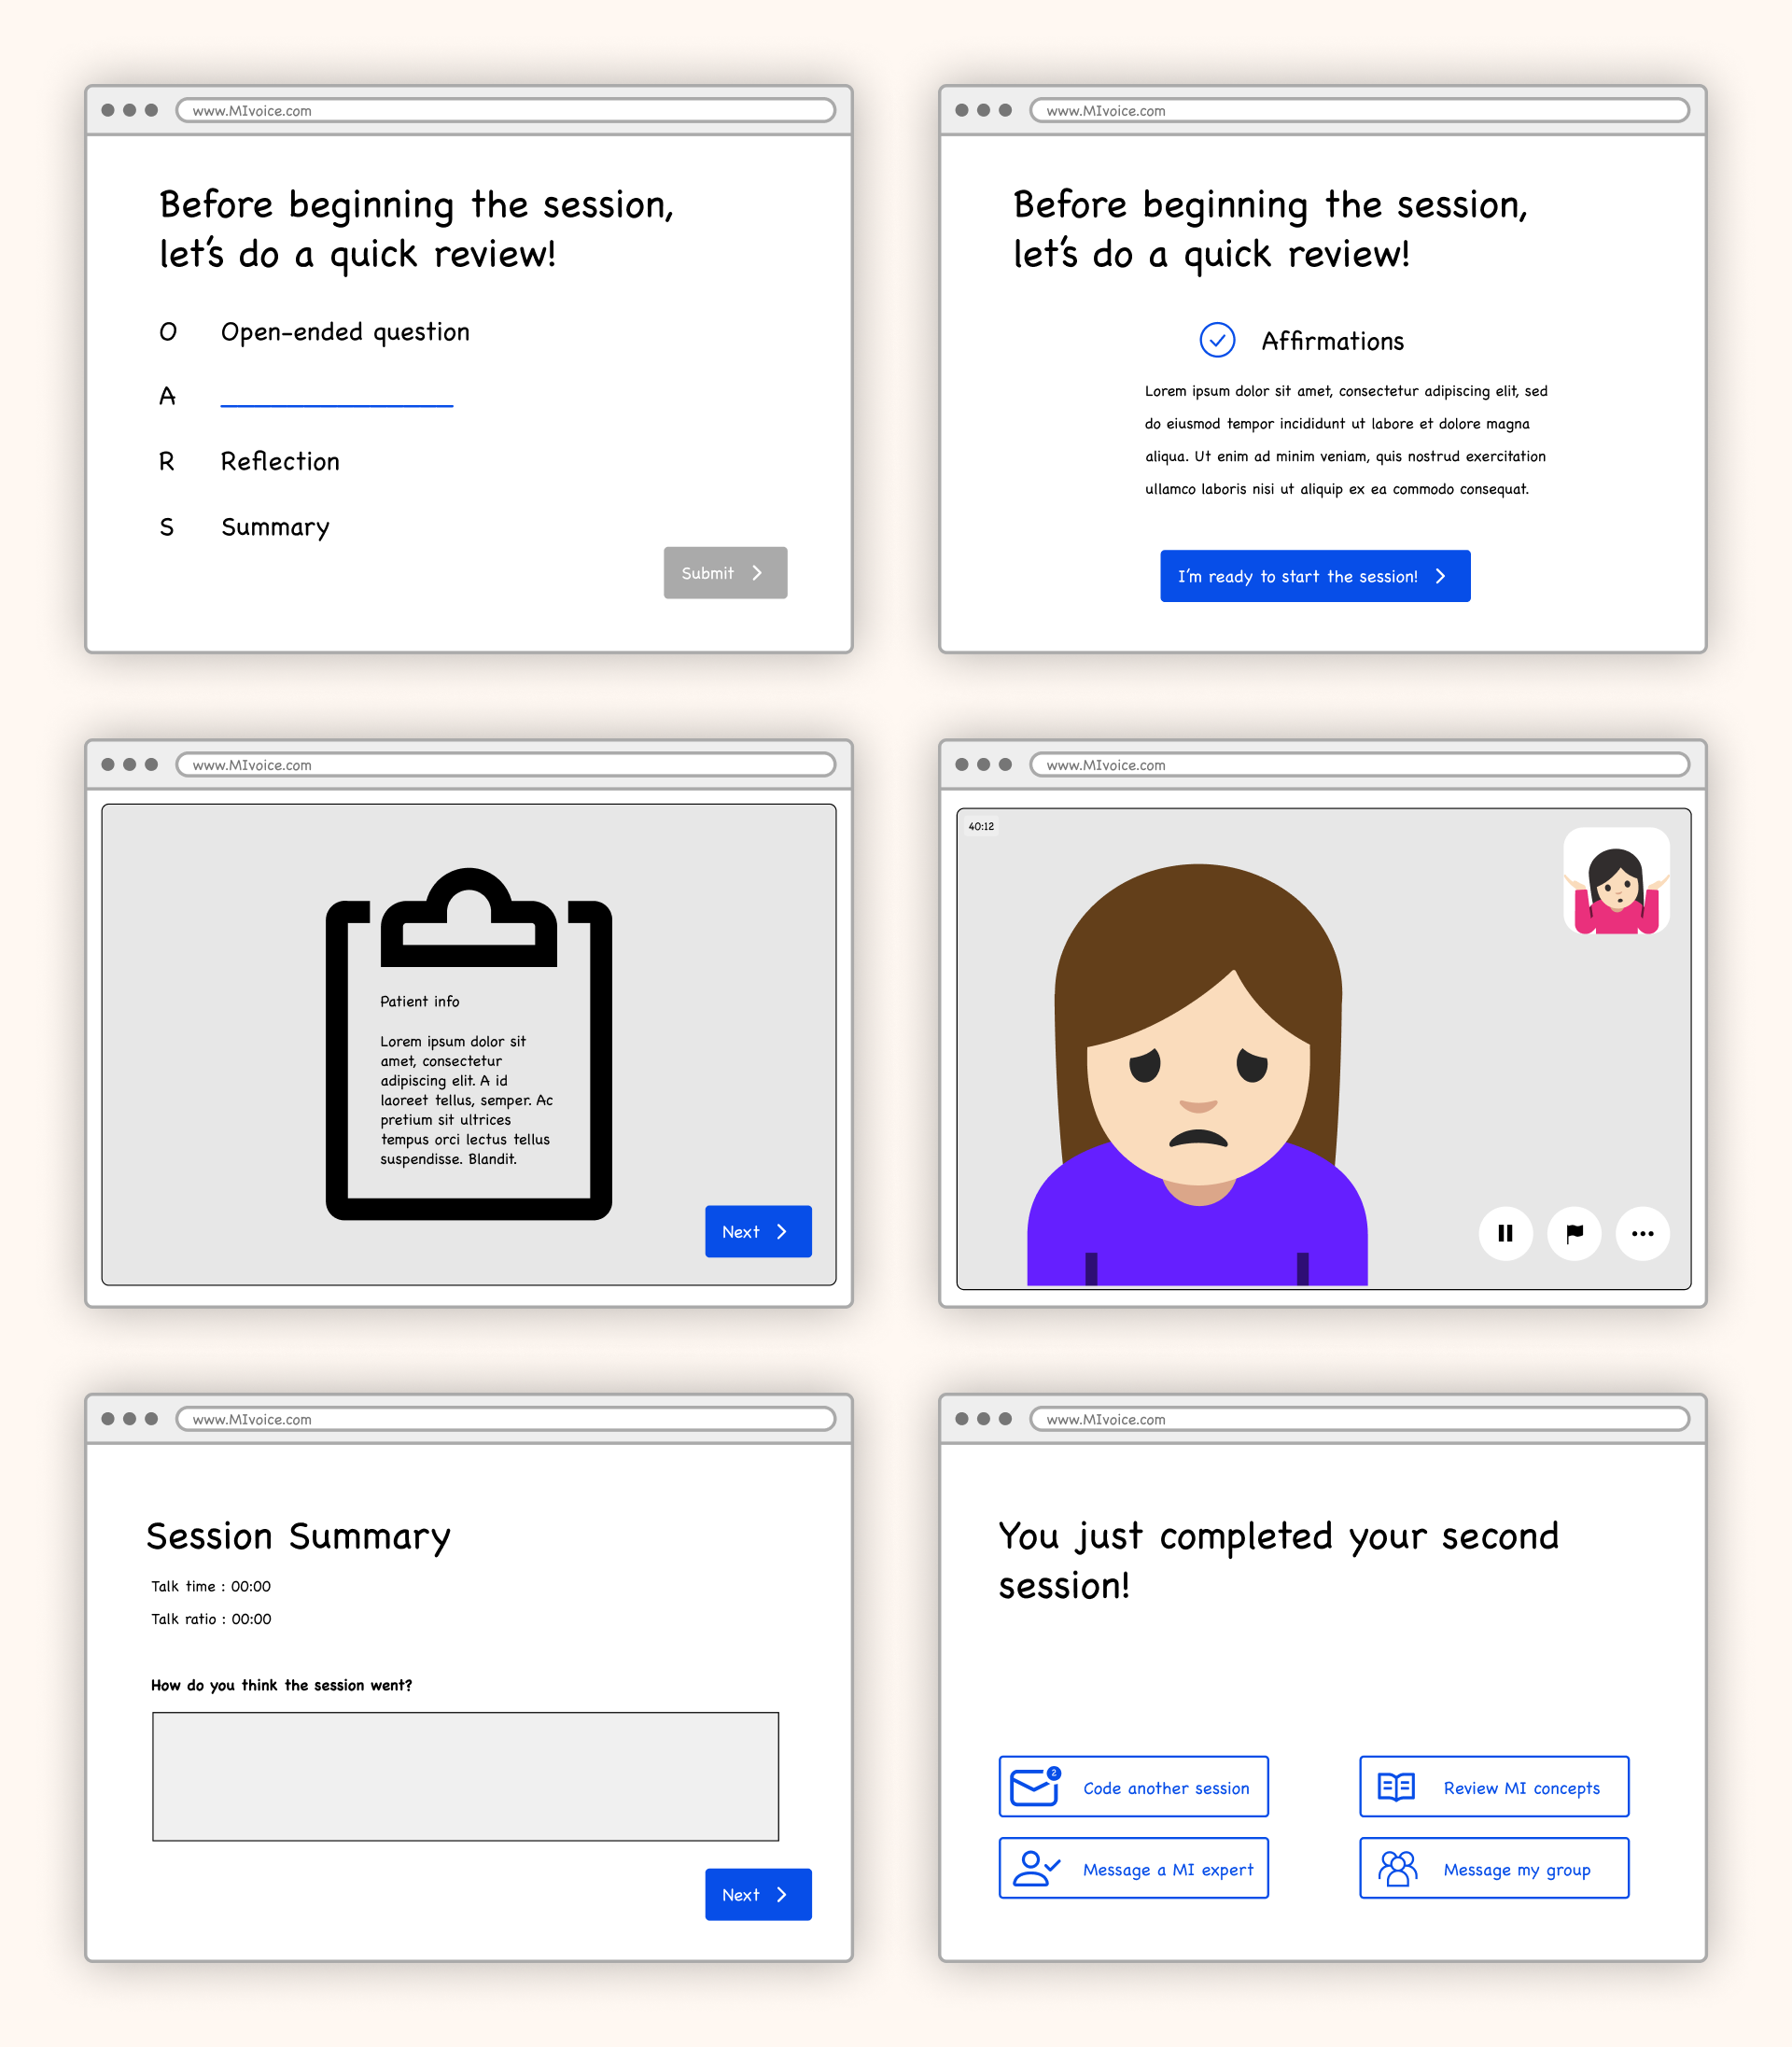 www.MIvoice.com
Before beginning the session,
let's do a quick review!
O Open-ended question
A
R Reflection
S Summary
Submit
www.MIvoice.com
Before beginning the session,
let's do a quick review!
Affirmations
Lorem ipsum dolor sit amet, consectetur adipiscing elit, sed
do eiusmod tempor incididunt ut labore et dolore magna
aliqua. Ut enim ad minim veniam, quis nostrud exercitation
ullamco laboris nisi ut aliquip ex ea commodo consequat.
I'm ready to start the session!
www.MIvoice.com
Patient info
Lorem ipsum dolor sit
amet, consectetur
adipiscing elit. A id
laoreet tellus, semper. Ac
pretium sit ultrices
tempus orci lectus tellus
suspendisse. Blandit.
Next
www.MIvoice.com
40:12
www.MIvoice.com
Session Summary
Talk time : 00:00
Talk ratio : 00:00
How do you think the session went?
Next
www.MIvoice.com
You just completed your second
session!
2
Code another session
Review MI concepts
Message a MI expert
Message my group